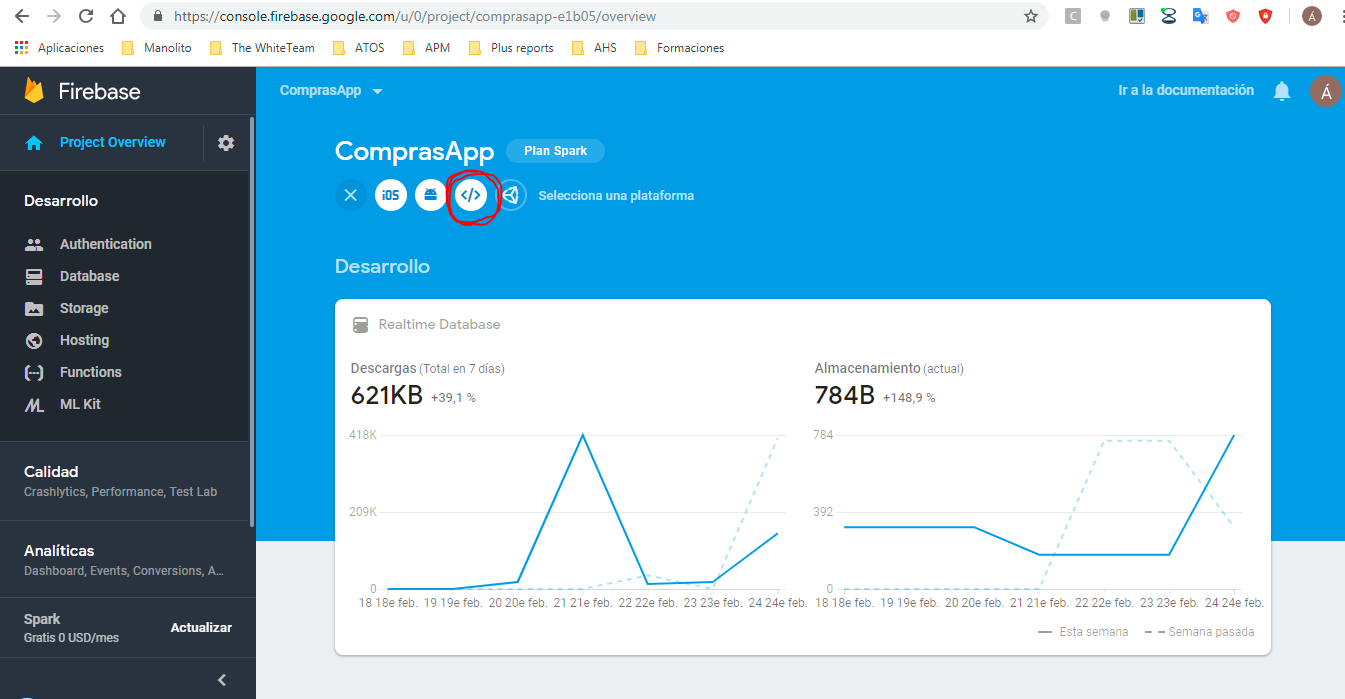 https://console.firebase.google.com/u/0/project/comprasapp-e1b05/overview
Aplicaciones Manolito The WhiteTeam ATOS APM Plus reports AHS Formaciones
Firebase
Project Overview
Desarrollo
Authentication
Database
Storage
Hosting
Functions
ML Kit
Calidad
Crashlytics, Performance, Test Lab
Analíticas
Dashboard, Events, Conversions, A...
Spark
Gratis 0 USD/mes
Actualizar
ComprasApp
Ir a la documentación
Á
ComprasApp Plan Spark
iOS </> Selecciona una plataforma
Desarrollo
Realtime Database
Descargas (Total en 7 días)
621KB +39,1 %
418K
209K
0
18 18e feb. 19 19e feb. 20 20e feb. 21 21e feb. 22 22e feb. 23 23e feb. 24 24e feb.
Almacenamiento (actual)
784B +148,9 %
784
392
0
18 18e feb. 19 19e feb. 20 20e feb. 21 21e feb. 22 22e feb. 23 23e feb. 24 24e feb.
Esta semana Semana pasada